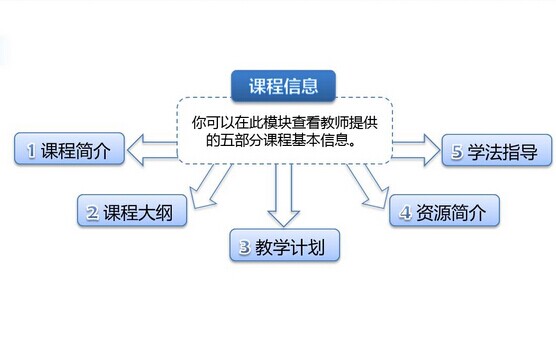 课程信息
你可以在此模块查看教师提供
的五部分课程基本信息。
1 课程简介
5 学法指导
2 课程大纲
4 资源简介
3 教学计划